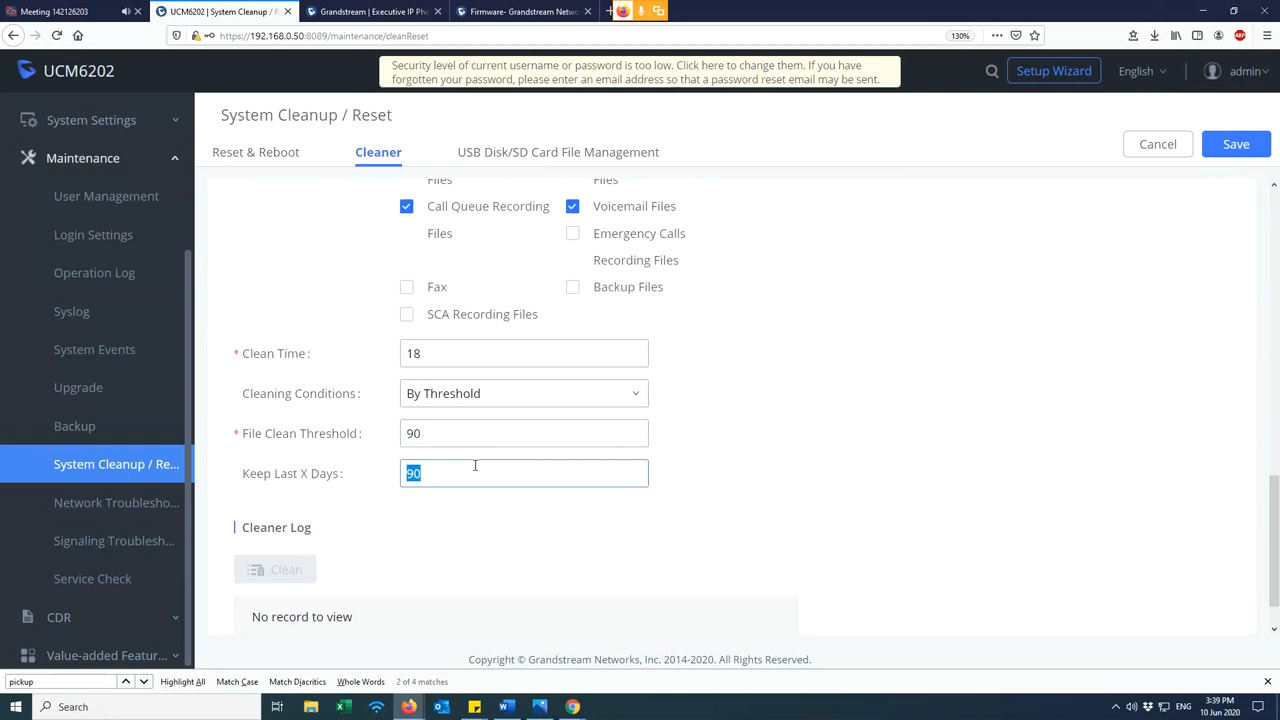 Meeting 142126203
UCM6202 | System Cleanup / R
Grandstream | Executive IP Pho
Firmware- Grandstream Netwo
https://192.168.0.50:8089/maintenance/cleanReset
130%
ABP
UCM6202
Security level of current username or password is too low. Click here to change them. If you have
forgotten your password, please enter an email address so that a password reset email may be sent.
Setup Wizard
English
admin
System Settings
Maintenance
User Management
Login Settings
Operation Log
Syslog
System Events
Upgrade
Backup
System Cleanup / Re...
Network Troublesho...
Signaling Troublesh...
Service Check
CDR
Value-added Featur...
System Cleanup / Reset
Reset & Reboot
Cleaner
USB Disk/SD Card File Management
Cancel
Save
Files
Files
Call Queue Recording
Files
Voicemail Files
Emergency Calls
Recording Files
Fax
Backup Files
SCA Recording Files
* Clean Time :
18
Cleaning Conditions :
By Threshold
* File Clean Threshold :
90
Keep Last X Days :
90
Cleaner Log
Clean
No record to view
Copyright © Grandstream Networks, Inc. 2014-2020. All Rights Reserved.
pickup
Highlight All
Match Case
Match Diacritics
Whole Words
2 of 4 matches
Search
ENG
3:39 PM
10 Jun 2020